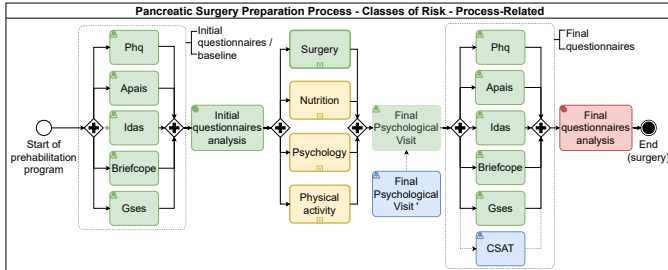 Pancreatic Surgery Preparation Process - Classes of Risk - Process-Related
Start of
prehabilitation
program
Phq
Apais
Idas
Briefcope
Gses
Initial
questionnaires /
baseline
Initial
questionnaires
analysis
Surgery
Nutrition
Psychology
Physical
activity
Final
Psychological
Visit
Final
Psychological
Visit '
Phq
Apais
Idas
Briefcope
Gses
CSAT
Final
questionnaires
Final
questionnaires
analysis
End
(surgery)